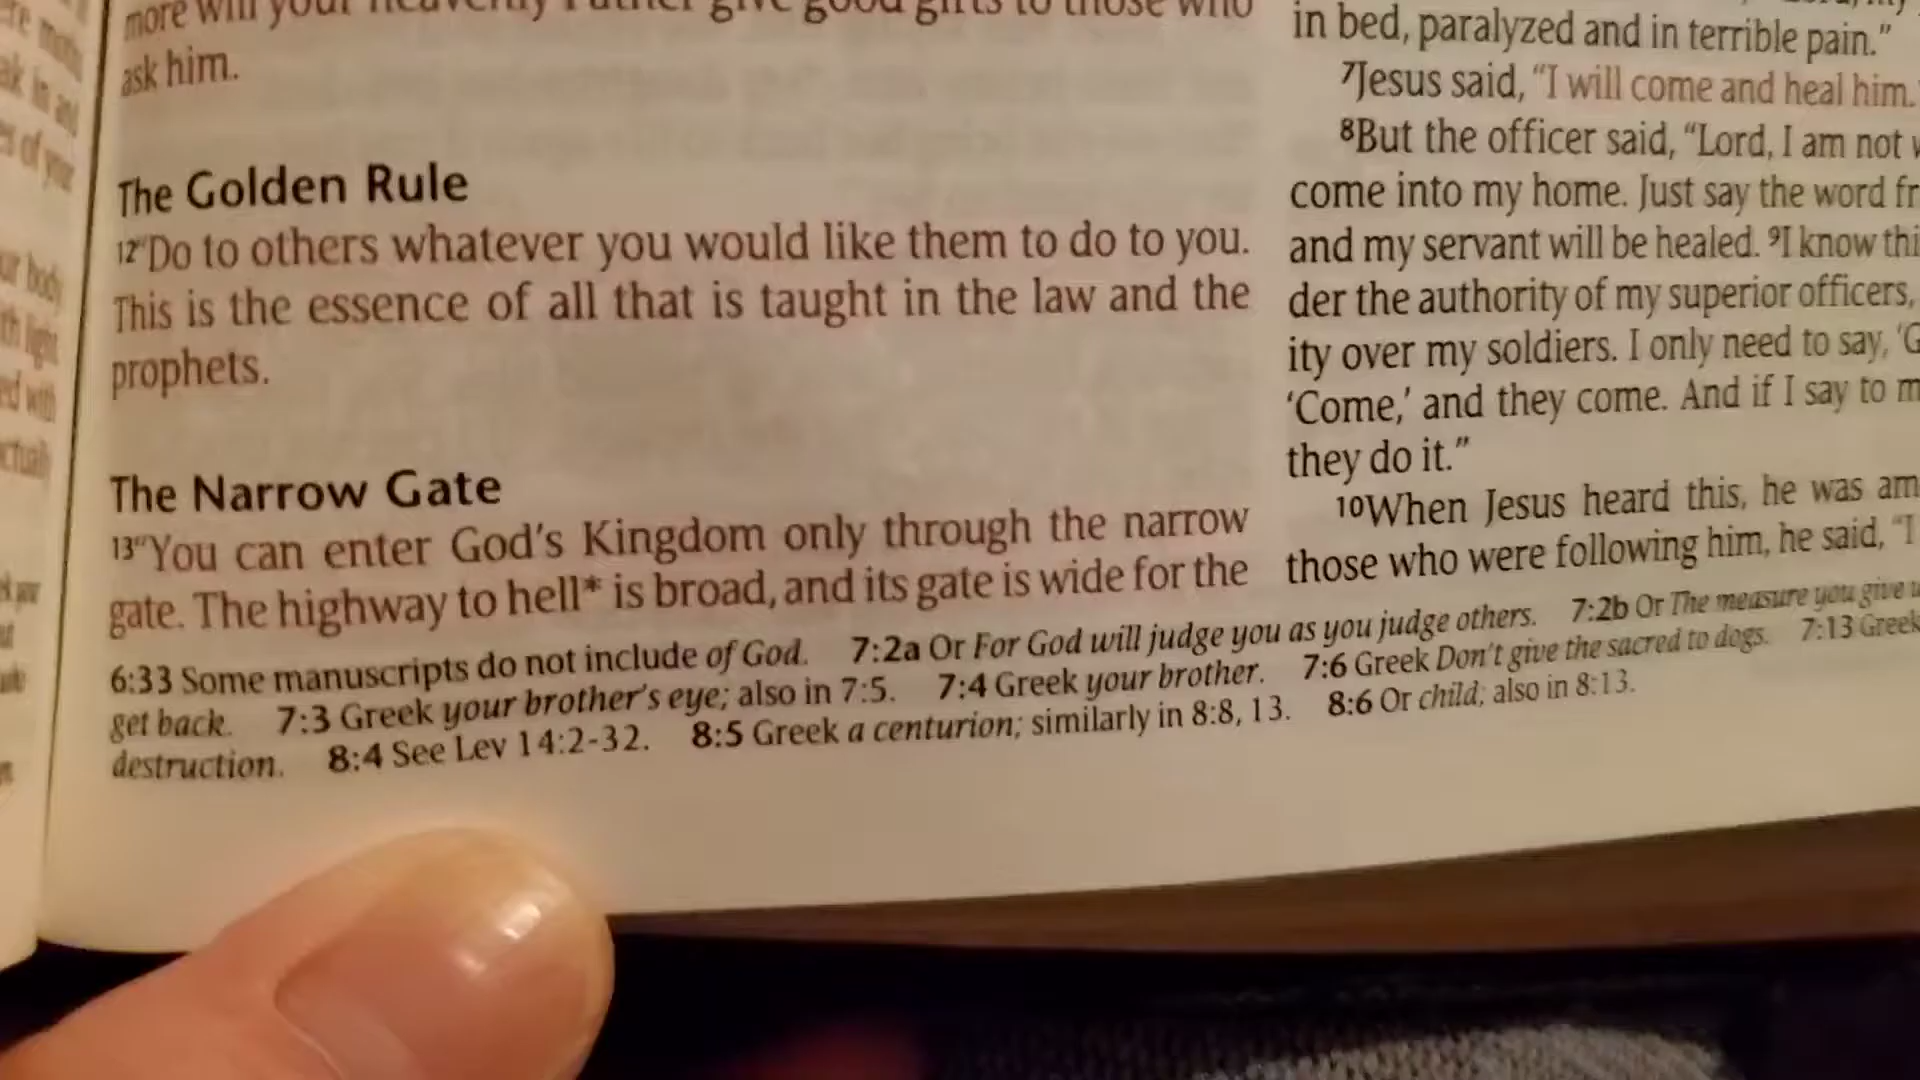 more will your heavenly Father give good gifts to those who
ask him.
The Golden Rule
12"Do to others whatever you would like them to do to you.
This is the essence of all that is taught in the law and the
prophets.
The Narrow Gate
13"You can enter God's Kingdom only through the narrow
gate. The highway to hell* is broad, and its gate is wide for the
in bed, paralyzed and in terrible pain."
7Jesus said, "I will come and heal him.
8But the officer said, "Lord, I am not
come into my home. Just say the word
and my servant will be healed. 9I know
der the authority of my superior officers,
ity over my soldiers. I only need to say,
'Come,' and they come. And if I say to
they do it."
10When Jesus heard this, he was
those who were following him, he said, "I
6:33 Some manuscripts do not include of God. 7:2a Or For God will judge you as you judge others. 7:2b Or The measure you give
get back. 7:3 Greek your brother's eye; also in 7:5. 7:4 Greek your brother. 7:6 Greek Don't give the sacred to dogs. 7:13 Greek
destruction. 8:4 See Lev 14:2-32. 8:5 Greek a centurion; similarly in 8:8, 13. 8:6 Or child; also in 8:13.